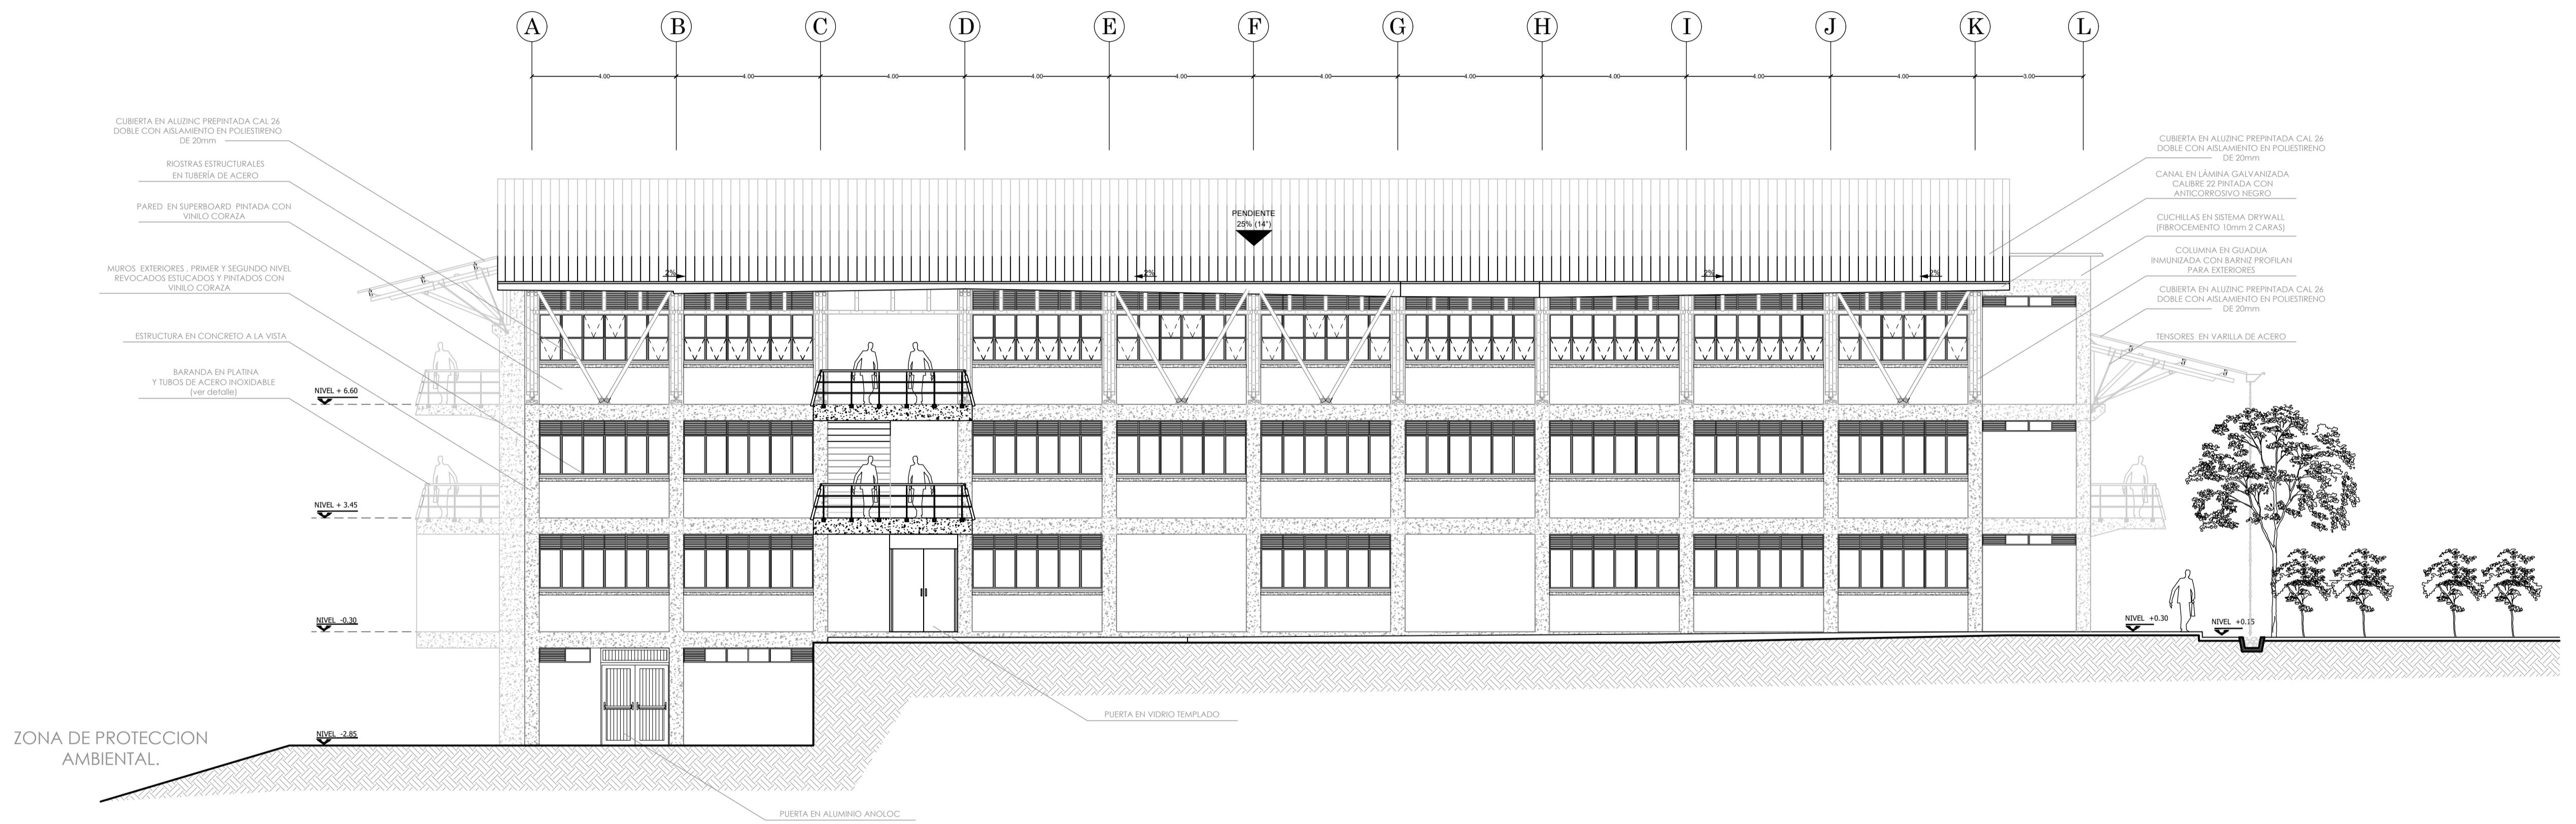 A B C D E F G H I J K L
4.00 4.00 4.00 4.00 4.00 4.00 4.00 4.00 4.00 4.00 3.00
CUBIERTA EN ALUZINC PREPINTADA CAL 26
DOBLE CON AISLAMIENTO EN POLIESTIRENO
DE 20mm
RIOSTRAS ESTRUCTURALES
EN TUBERÍA DE ACERO
PARED EN SUPERBOARD PINTADA CON
VINILO CORAZA
MUROS EXTERIORES , PRIMER Y SEGUNDO NIVEL
REVOCADOS ESTUCADOS Y PINTADOS CON
VINILO CORAZA
ESTRUCTURA EN CONCRETO A LA VISTA
BARANDA EN PLATINA
Y TUBOS DE ACERO INOXIDABLE
(ver detalle)
NIVEL + 6.60
NIVEL + 3.45
NIVEL -0.30
NIVEL -2.85
ZONA DE PROTECCION
AMBIENTAL.
PENDIENTE
25% (14°)
2% 2% 2% 2%
PUERTA EN VIDRIO TEMPLADO
PUERTA EN ALUMINIO ANOLOC
CUBIERTA EN ALUZINC PREPINTADA CAL 26
DOBLE CON AISLAMIENTO EN POLIESTIRENO
DE 20mm
CANAL EN LÁMINA GALVANIZADA
CALIBRE 22 PINTADA CON
ANTICORROSIVO NEGRO
CUCHILLAS EN SISTEMA DRYWALL
(FIBROCEMENTO 10mm 2 CARAS)
COLUMNA EN GUADUA
INMUNIZADA CON BARNIZ PROFILAN
PARA EXTERIORES
CUBIERTA EN ALUZINC PREPINTADA CAL 26
DOBLE CON AISLAMIENTO EN POLIESTIRENO
DE 20mm
TENSORES EN VARILLA DE ACERO
NIVEL +0.30
NIVEL +0.15